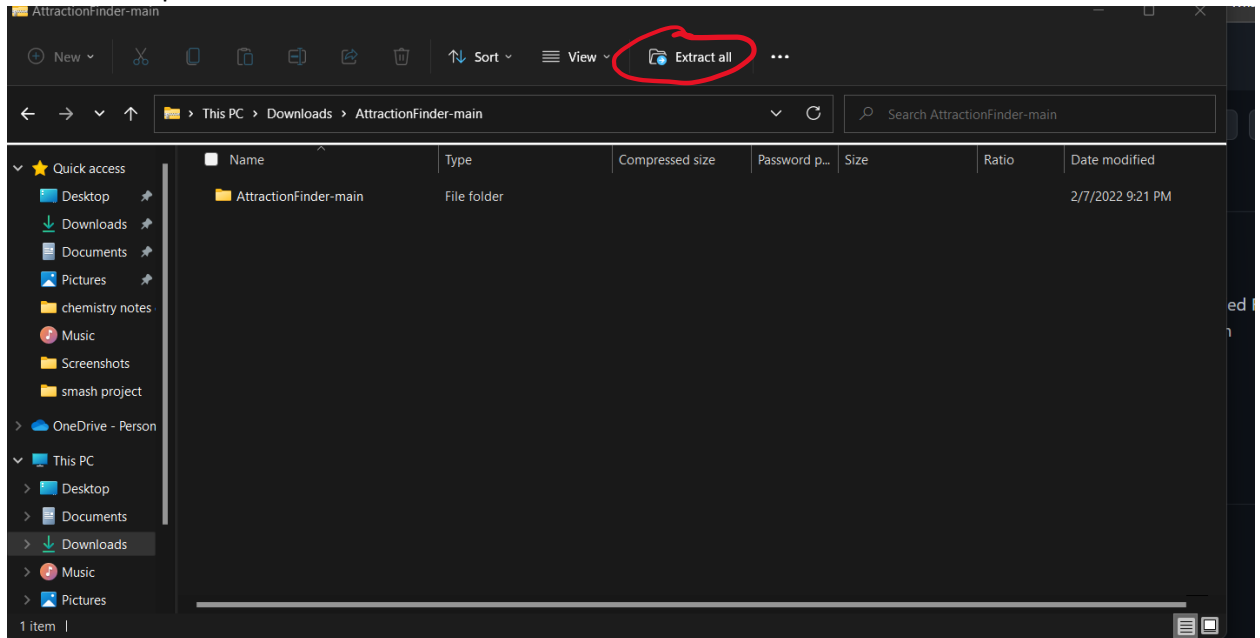 AttractionFinder-main
New
Sort
View
Extract all
This PC > Downloads > AttractionFinder-main
Search AttractionFinder-main
Name Type Compressed size Password p... Size Ratio Date modified
AttractionFinder-main File folder 2/7/2022 9:21 PM
Quick access
Desktop
Downloads
Documents
Pictures
chemistry notes
Music
Screenshots
smash project
OneDrive - Person
This PC
Desktop
Documents
Downloads
Music
Pictures
1 item
ed